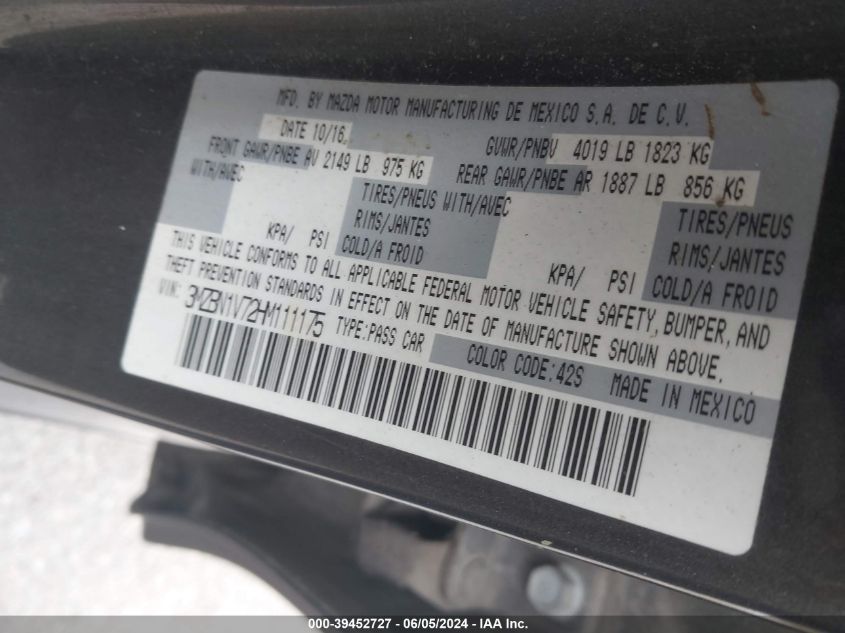 MFD. BY MAZDA MOTOR MANUFACTURING DE MEXICO S.A. DE C.V.
DATE 10/16 GVWR/PNBV 4019 LB 1823 KG
FRONT GAWR/PNBE AV 2149 LB 975 KG REAR GAWR/PNBE AR 1887 LB 856 KG
WITH/AVEC TIRES/PNEUS WITH/AVEC TIRES/PNEUS
RIMS/JANTES RIMS/JANTES
KPA/ PSI COLD/A FROID KPA/ PSI COLD/A FROID
THIS VEHICLE CONFORMS TO ALL APPLICABLE FEDERAL MOTOR VEHICLE SAFETY, BUMPER, AND
THEFT PREVENTION STANDARDS IN EFFECT ON THE DATE OF MANUFACTURE SHOWN ABOVE.
VIN: 3MZBN1V72HM111175 TYPE:PASS CAR
COLOR CODE:42S MADE IN MEXICO
000-39452727 - 06/05/2024 - IAA Inc.